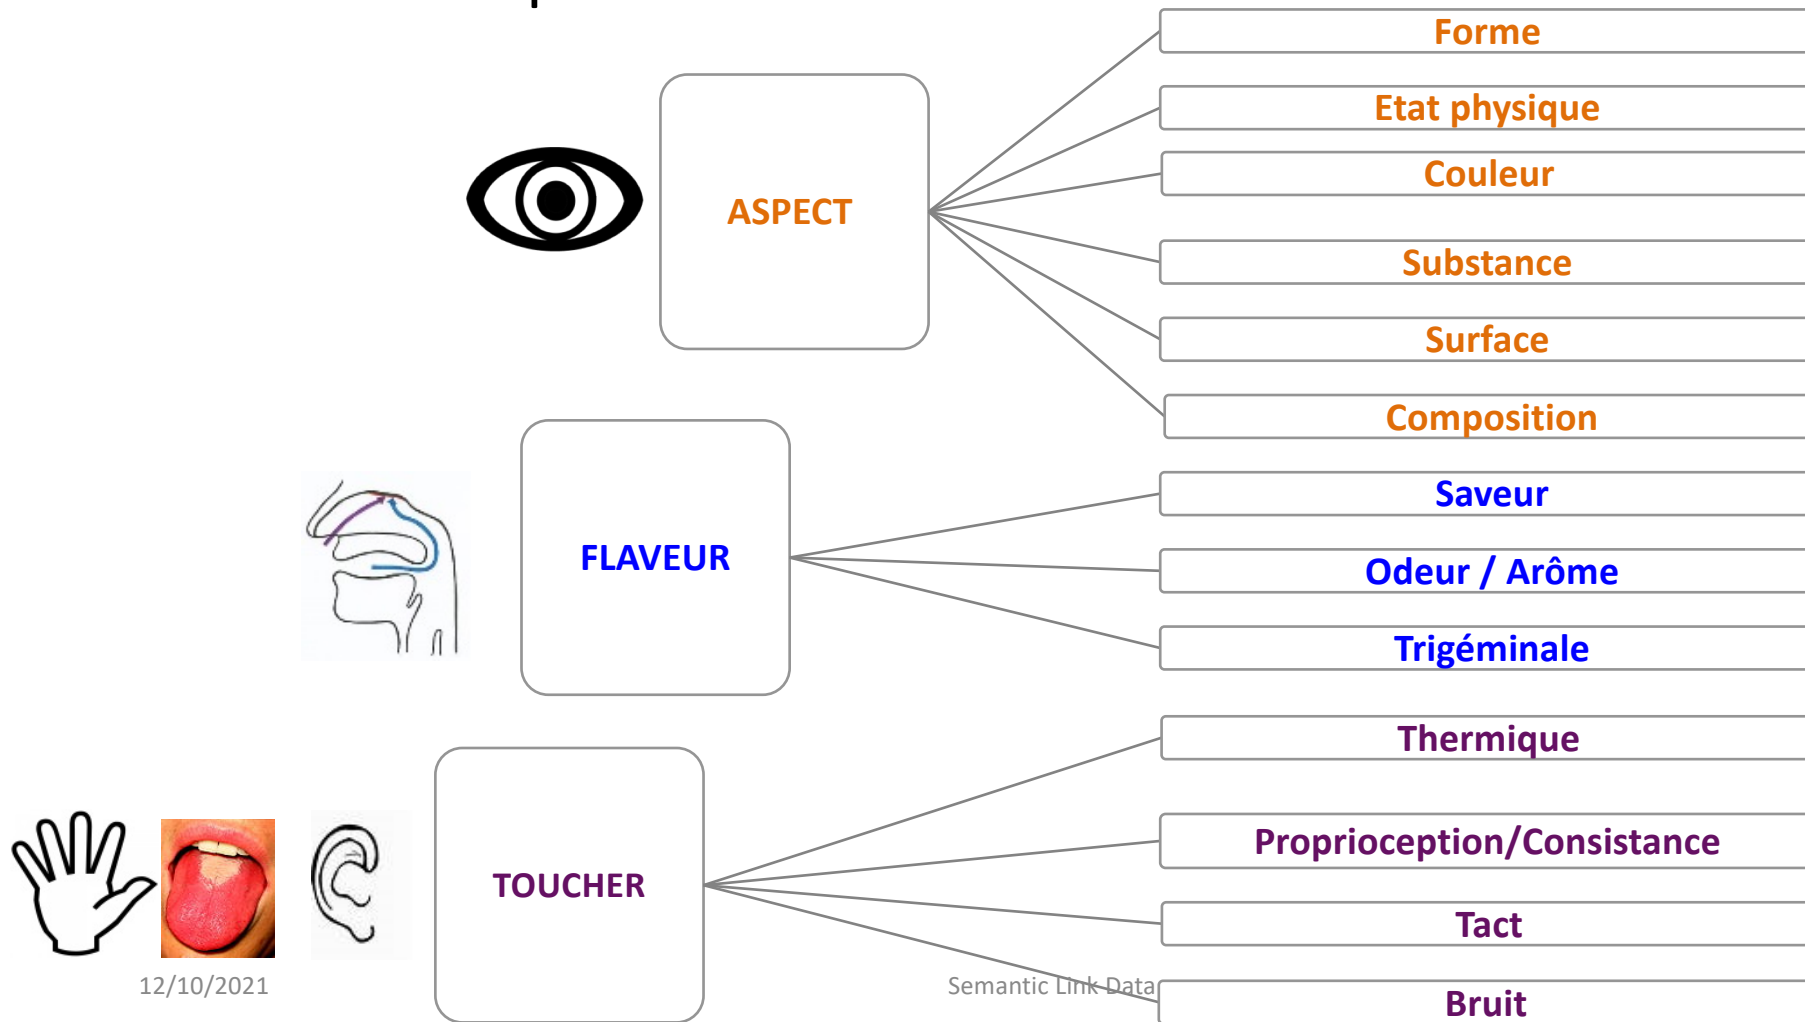 Forme
Etat physique
Couleur
ASPECT
Substance
Surface
Composition
Saveur
FLAVEUR
Odeur / Arôme
Trigéminale
Thermique
Proprioception/Consistance
TOUCHER
Tact
12/10/2021
Semantic Link Data
Bruit